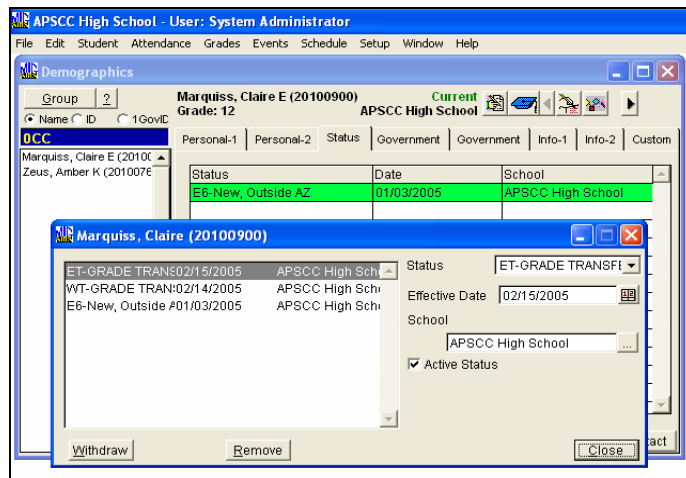 APSCC High School - User: System Administrator
File Edit Student Attendance Grades Events Schedule Setup Window Help
Demographics
Group ?
Marquiss, Claire E (20100900) Current
Grade: 12 APSCC High School
Name ID 1GovID
0CC
Personal-1 Personal-2 Status Government Government Info-1 Info-2 Custom
Marquiss, Claire E (2010
Zeus, Amber K (201007
Status Date School
E6-New, Outside AZ 01/03/2005 APSCC High School
Marquiss, Claire (20100900)
ET-GRADE TRANS 02/15/2005 APSCC High Sch
WT-GRADE TRAN 02/14/2005 APSCC High Sch
E6-New, Outside 01/03/2005 APSCC High Sch
Status ET-GRADE TRANSFE
Effective Date 02/15/2005
School
APSCC High School ...
Active Status
Withdraw Remove Close
tact